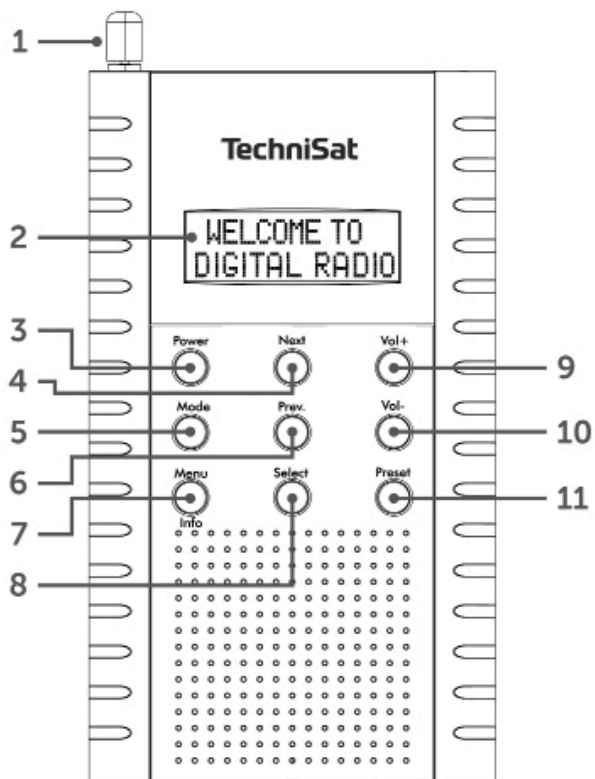 1
TechniSat
2
WELCOME TO
DIGITAL RADIO
3
Power
Next
Vol+
4
9
5
Mode
Prev.
Vol-
10
6
Menu
Select
Preset
7
11
Info
8